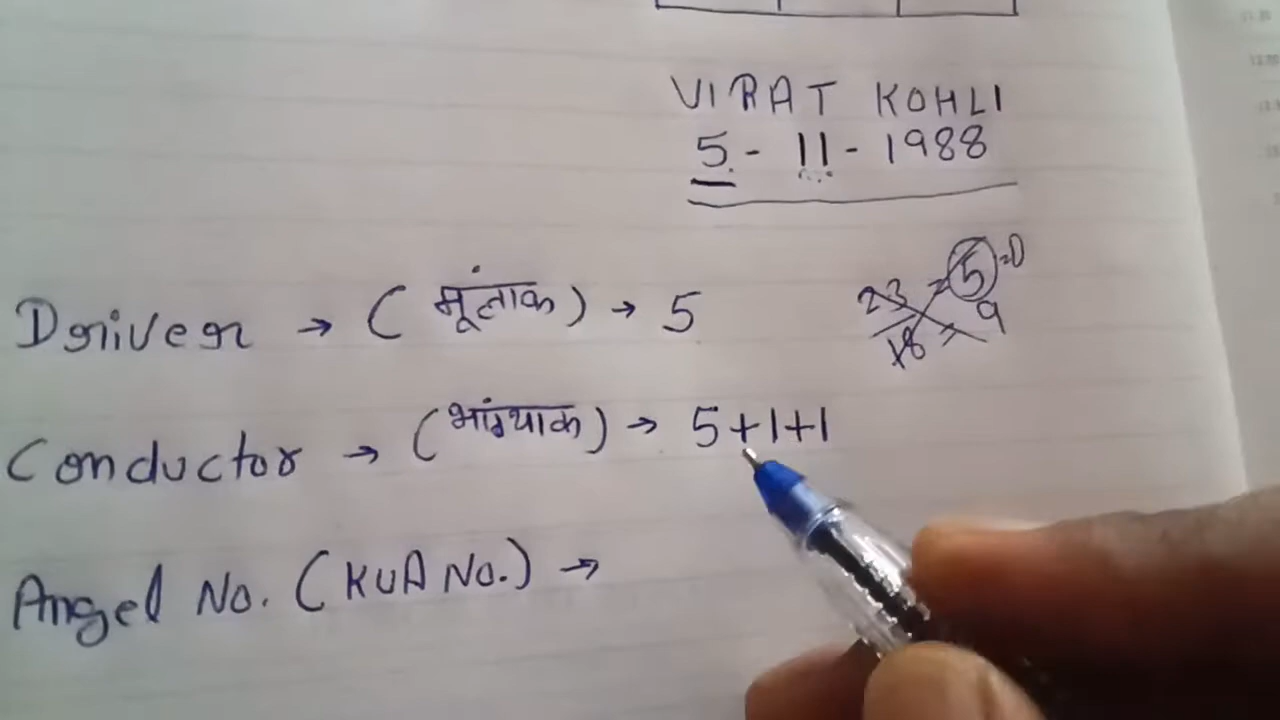 VIRAT KOHLI
5 - 11 - 1988
23 = 5 = D
18 = 9
Driver → (मूलांक) → 5
Conductor → (भाग्यांक) → 5+1+1
Angel No. (KUA No.) →